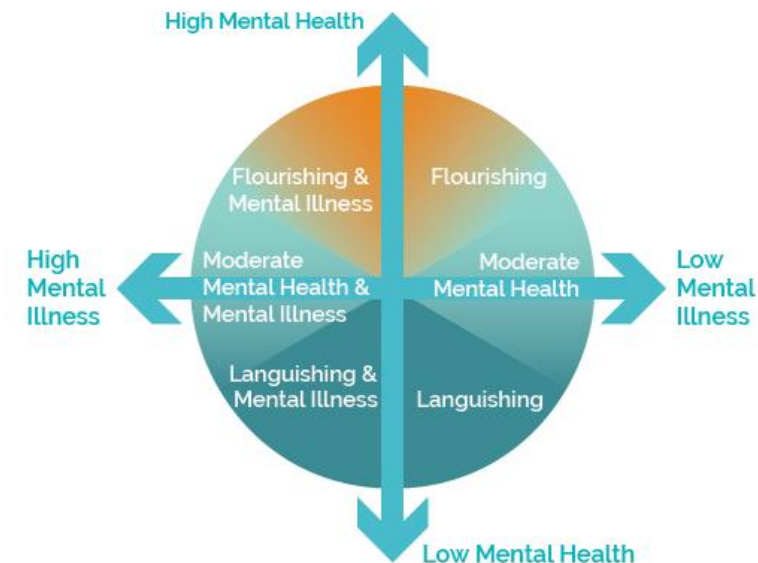 High Mental Health
Flourishing &
Mental Illness
Flourishing
High
Mental
Illness
Moderate
Mental Health &
Mental Illness
Moderate
Mental Health
Low
Mental
Illness
Languishing &
Mental Illness
Languishing
Low Mental Health